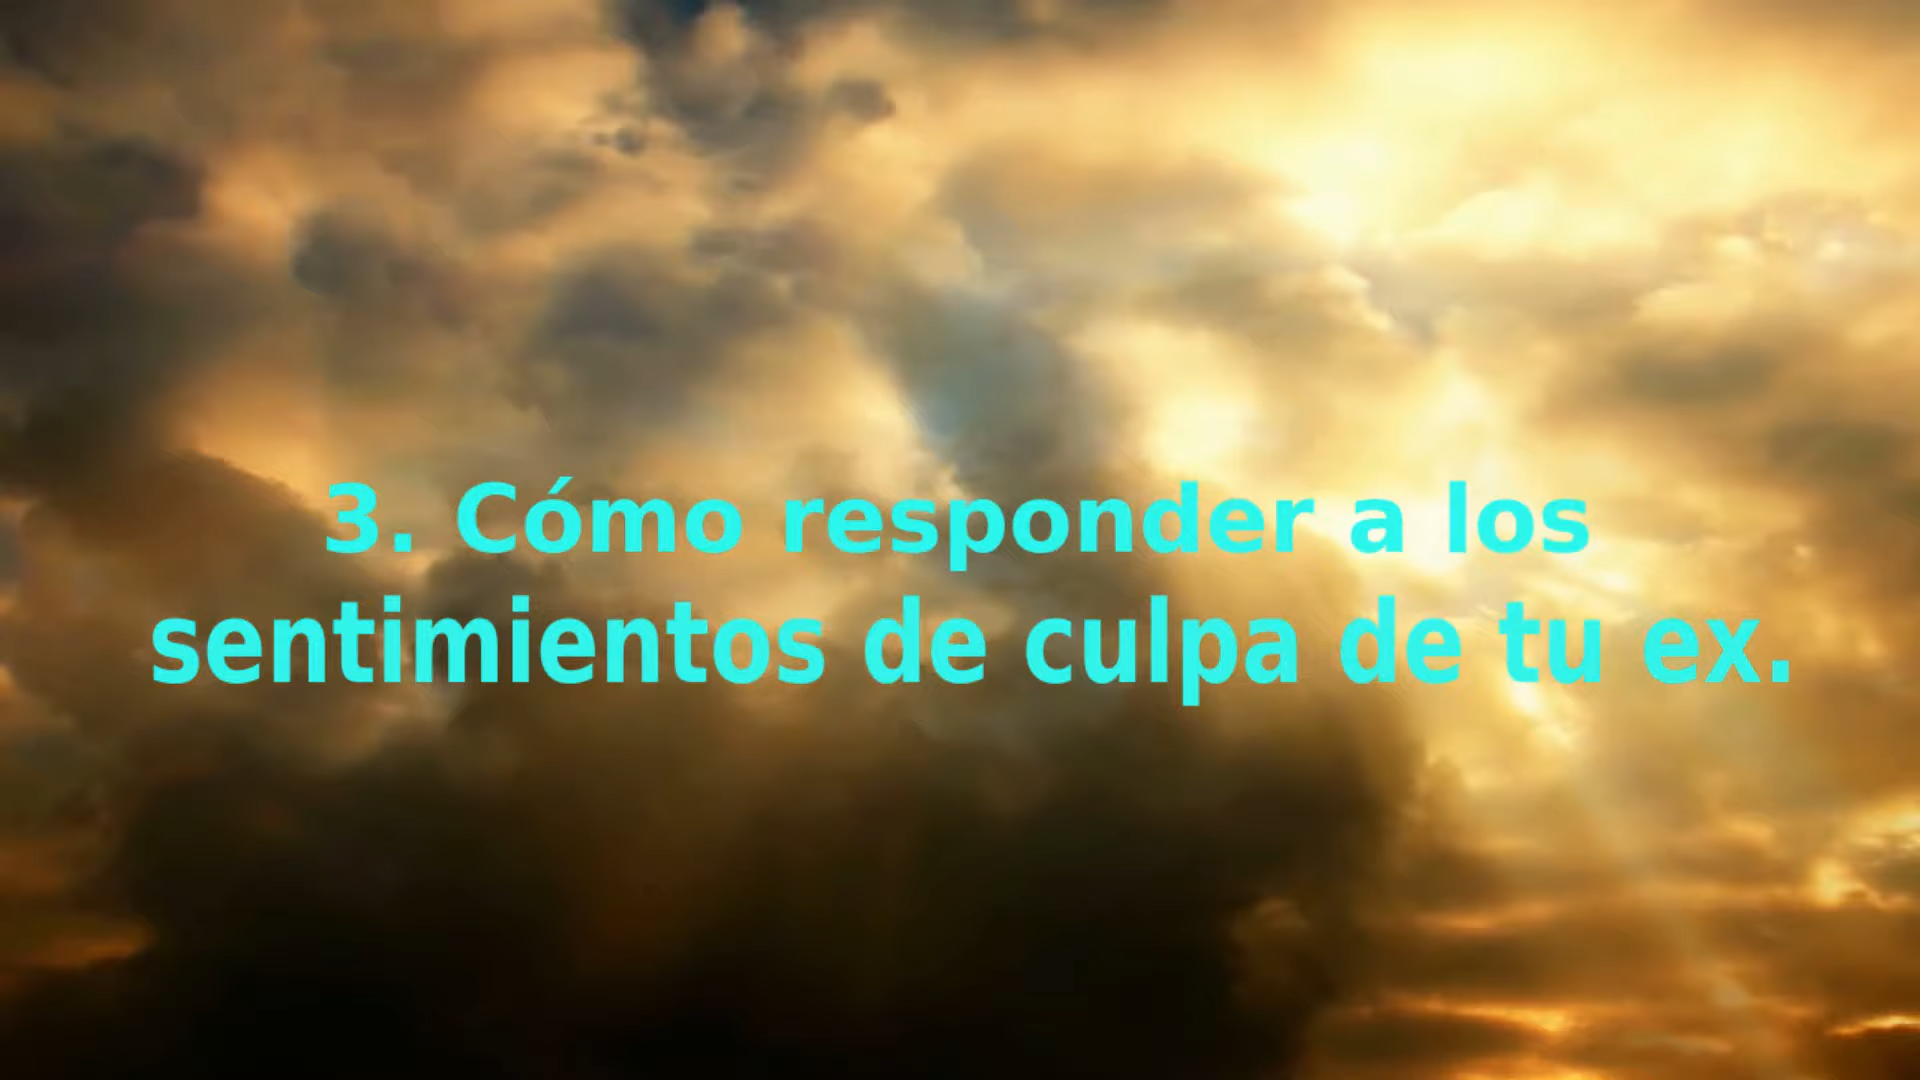 3. Cómo responder a los
sentimientos de culpa de tu ex.